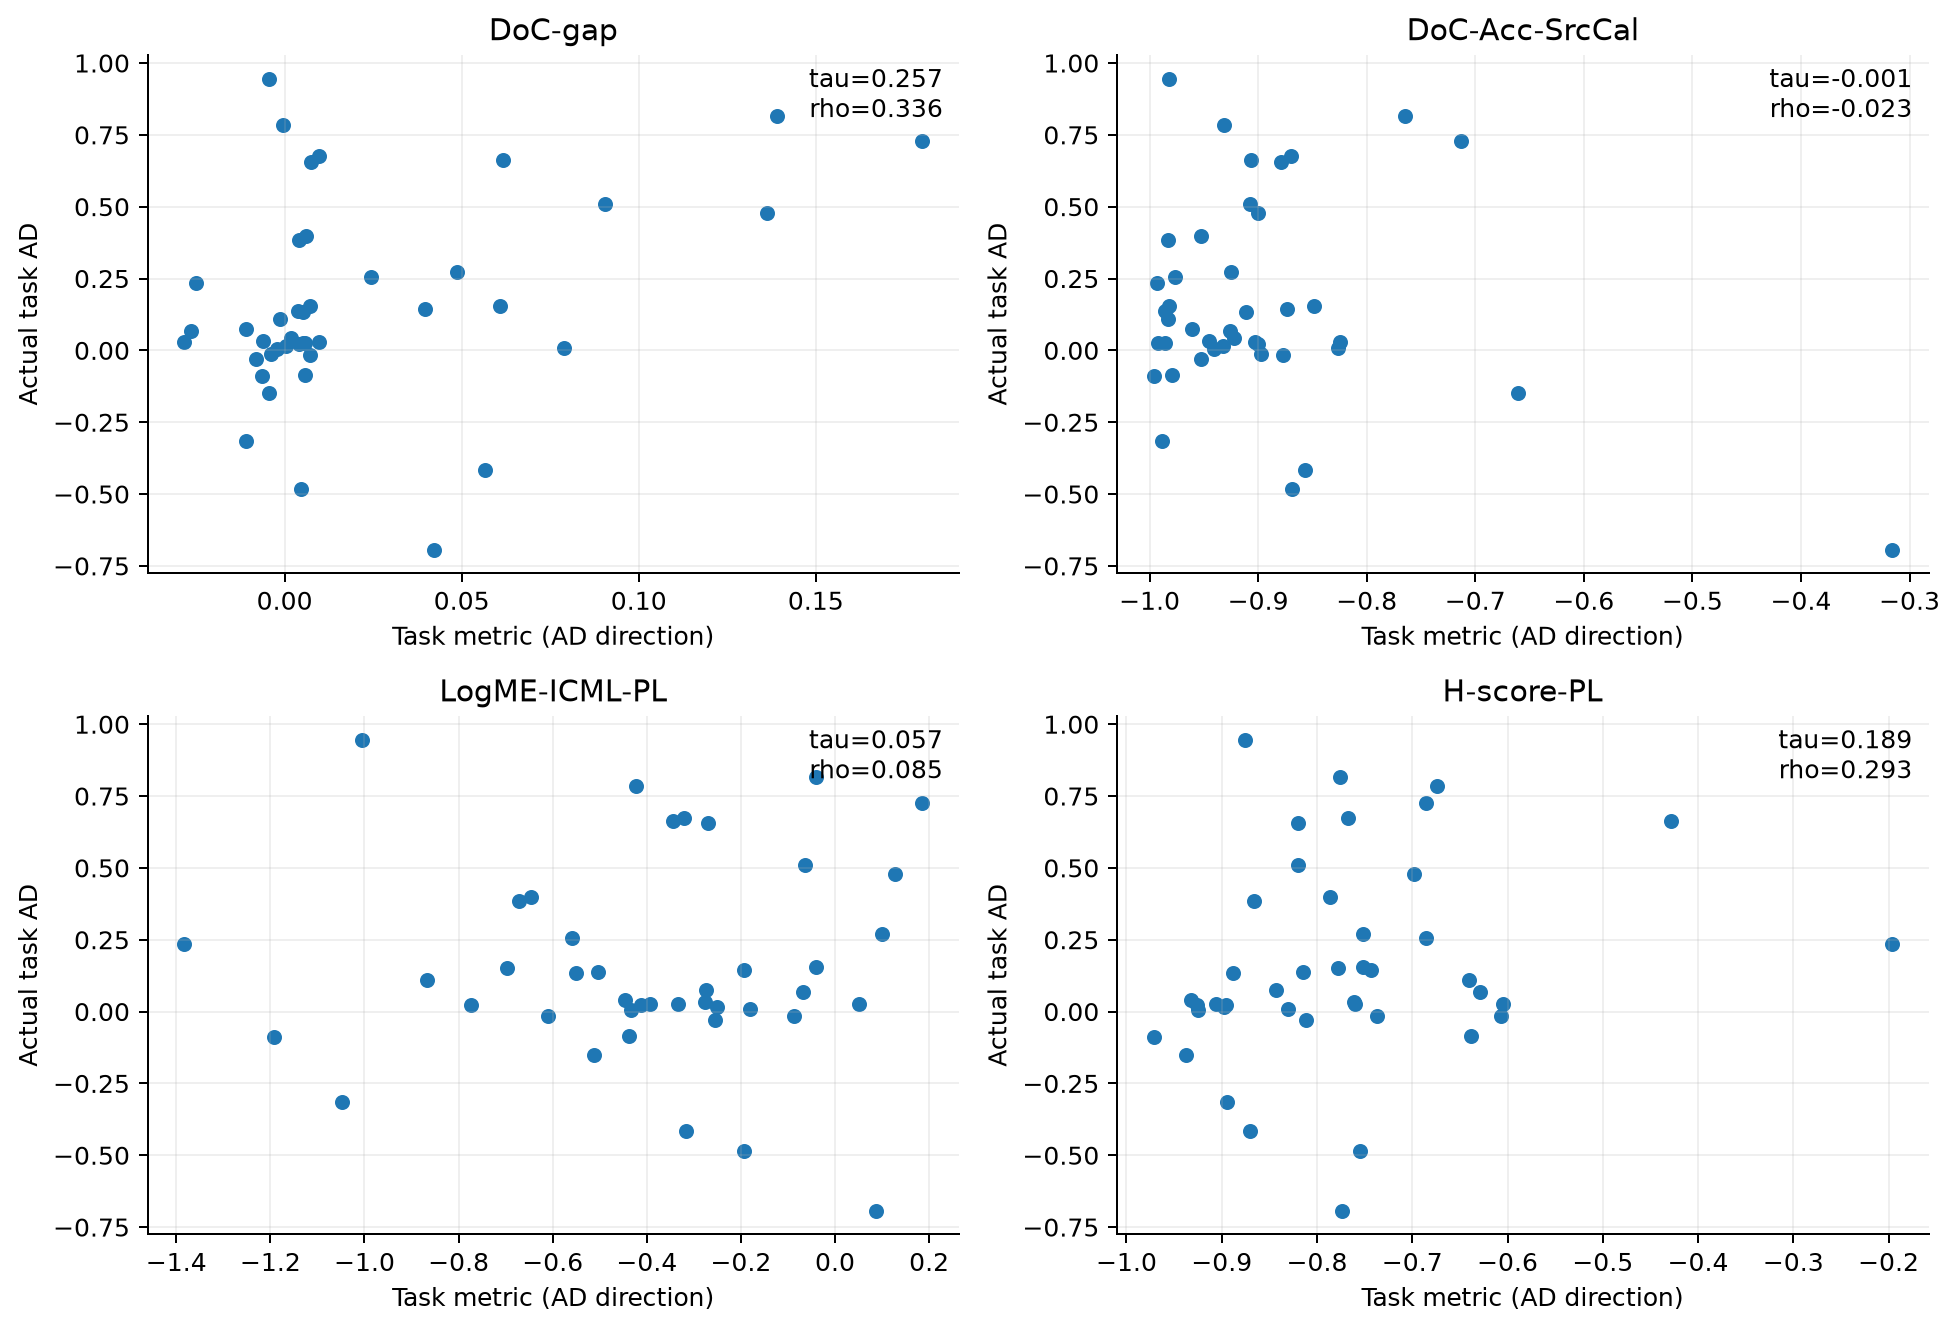 DoC-gap
tau=0.257
rho=0.336
1.00
0.75
0.50
0.25
0.00
−0.25
−0.50
−0.75
Actual task AD
0.00 0.05 0.10 0.15
Task metric (AD direction)
DoC-Acc-SrcCal
tau=-0.001
rho=-0.023
1.00
0.75
0.50
0.25
0.00
−0.25
−0.50
−0.75
Actual task AD
−1.0 −0.9 −0.8 −0.7 −0.6 −0.5 −0.4 −0.3
Task metric (AD direction)
LogME-ICML-PL
tau=0.057
rho=0.085
1.00
0.75
0.50
0.25
0.00
−0.25
−0.50
−0.75
Actual task AD
−1.4 −1.2 −1.0 −0.8 −0.6 −0.4 −0.2 0.0 0.2
Task metric (AD direction)
H-score-PL
tau=0.189
rho=0.293
1.00
0.75
0.50
0.25
0.00
−0.25
−0.50
−0.75
Actual task AD
−1.0 −0.9 −0.8 −0.7 −0.6 −0.5 −0.4 −0.3 −0.2
Task metric (AD direction)